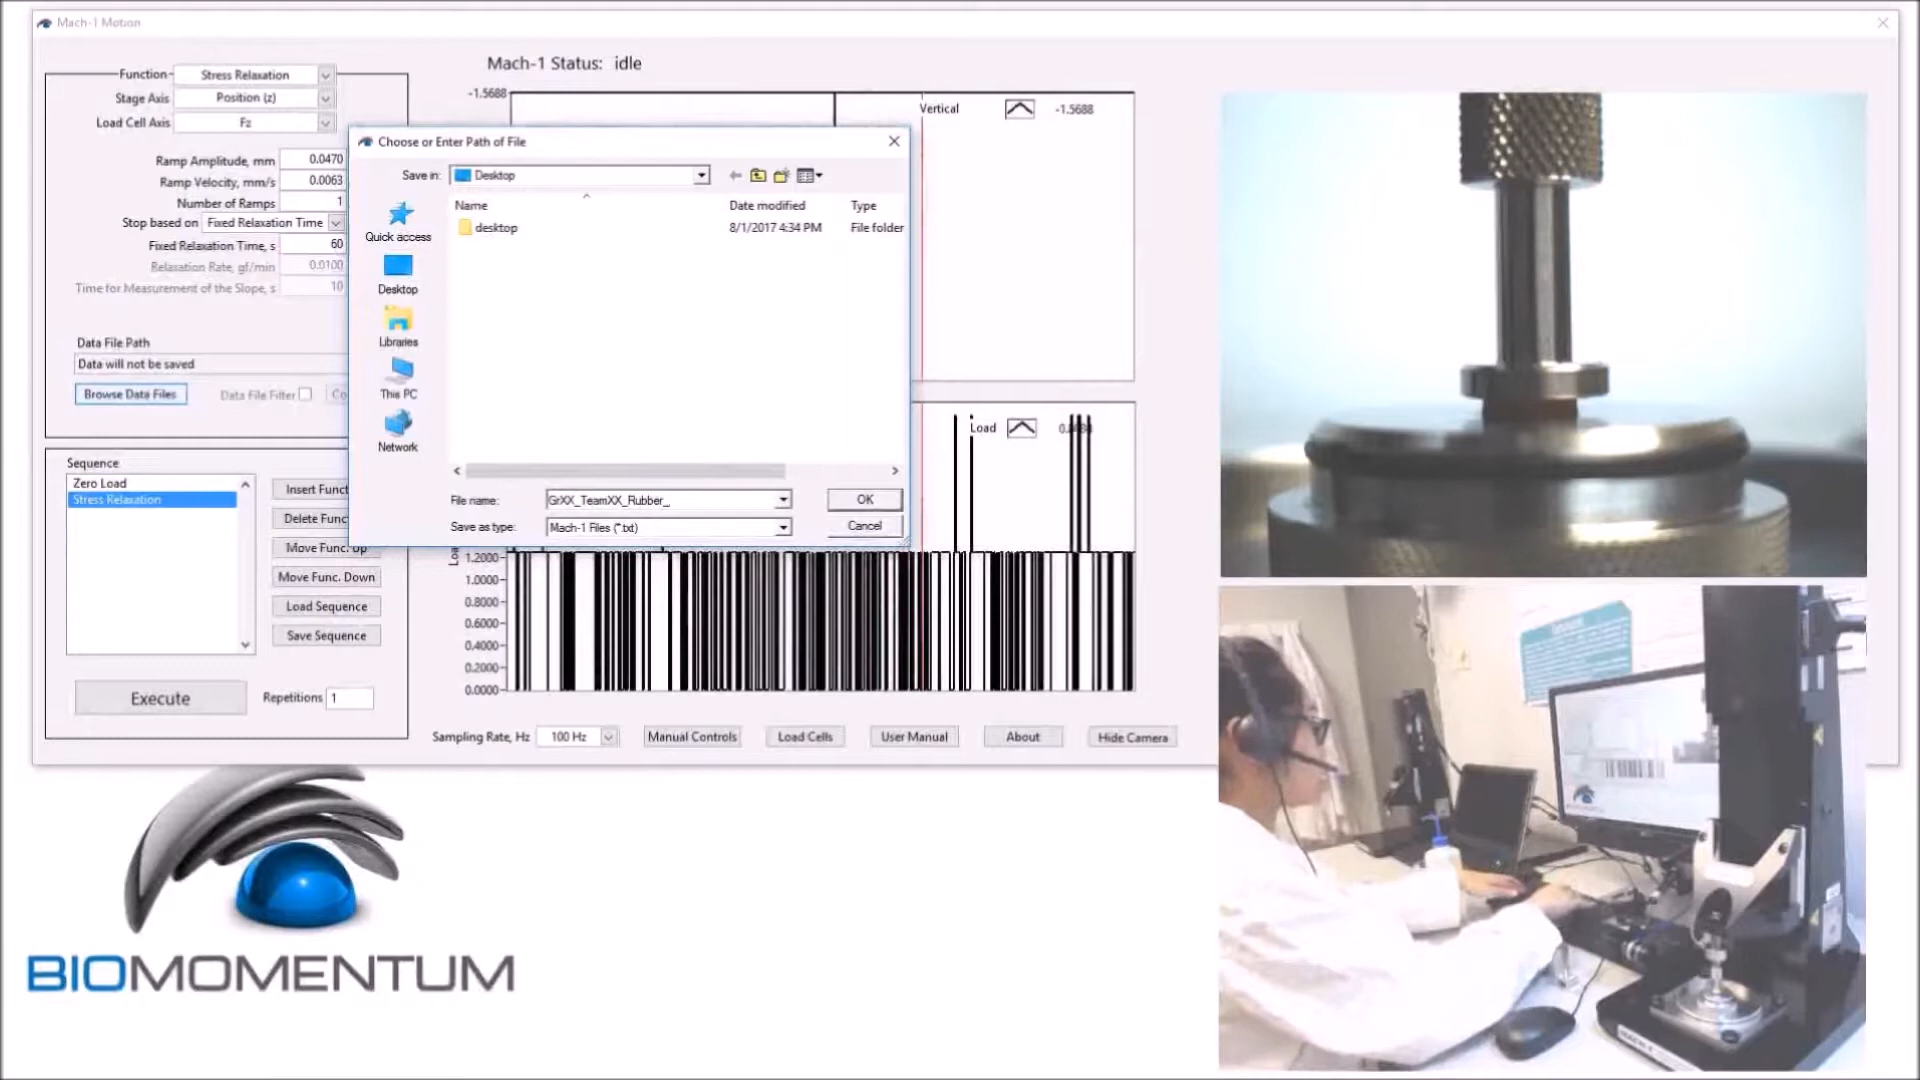 Mach-1 Motion
Mach-1 Status: idle
Function
Stress Relaxation
Stage Axis
Position (z)
Load Cell Axis
Fz
Ramp Amplitude, mm
0.0470
Ramp Velocity, mm/s
0.0063
Number of Ramps
1
Stop based on
Fixed Relaxation Time
Fixed Relaxation Time, s
60
Relaxation Rate, gf/min
0.0100
Time for Measurement of the Slope, s
10
Data File Path
Data will not be saved
Browse Data Files
Data File Filter
Co
Sequence
Zero Load
Stress Relaxation
Insert Funct
Delete Func
Move Func. Up
Move Func. Down
Load Sequence
Save Sequence
Execute
Repetitions
1
-1.5688
Vertical
-1.5688
Choose or Enter Path of File
Save in:
Desktop
Name
Date modified
Type
desktop
8/1/2017 4:34 PM
File folder
Quick access
Desktop
Libraries
This PC
Network
File name:
GrXX_TeamXX_Rubber_
OK
Save as type:
Mach-1 Files (*.txt)
Cancel
Load
1.2000
1.0000
0.8000
0.6000
0.4000
0.2000
0.0000
Sampling Rate, Hz
100 Hz
Manual Controls
Load Cells
User Manual
About
Hide Camera
BIOMOMENTUM